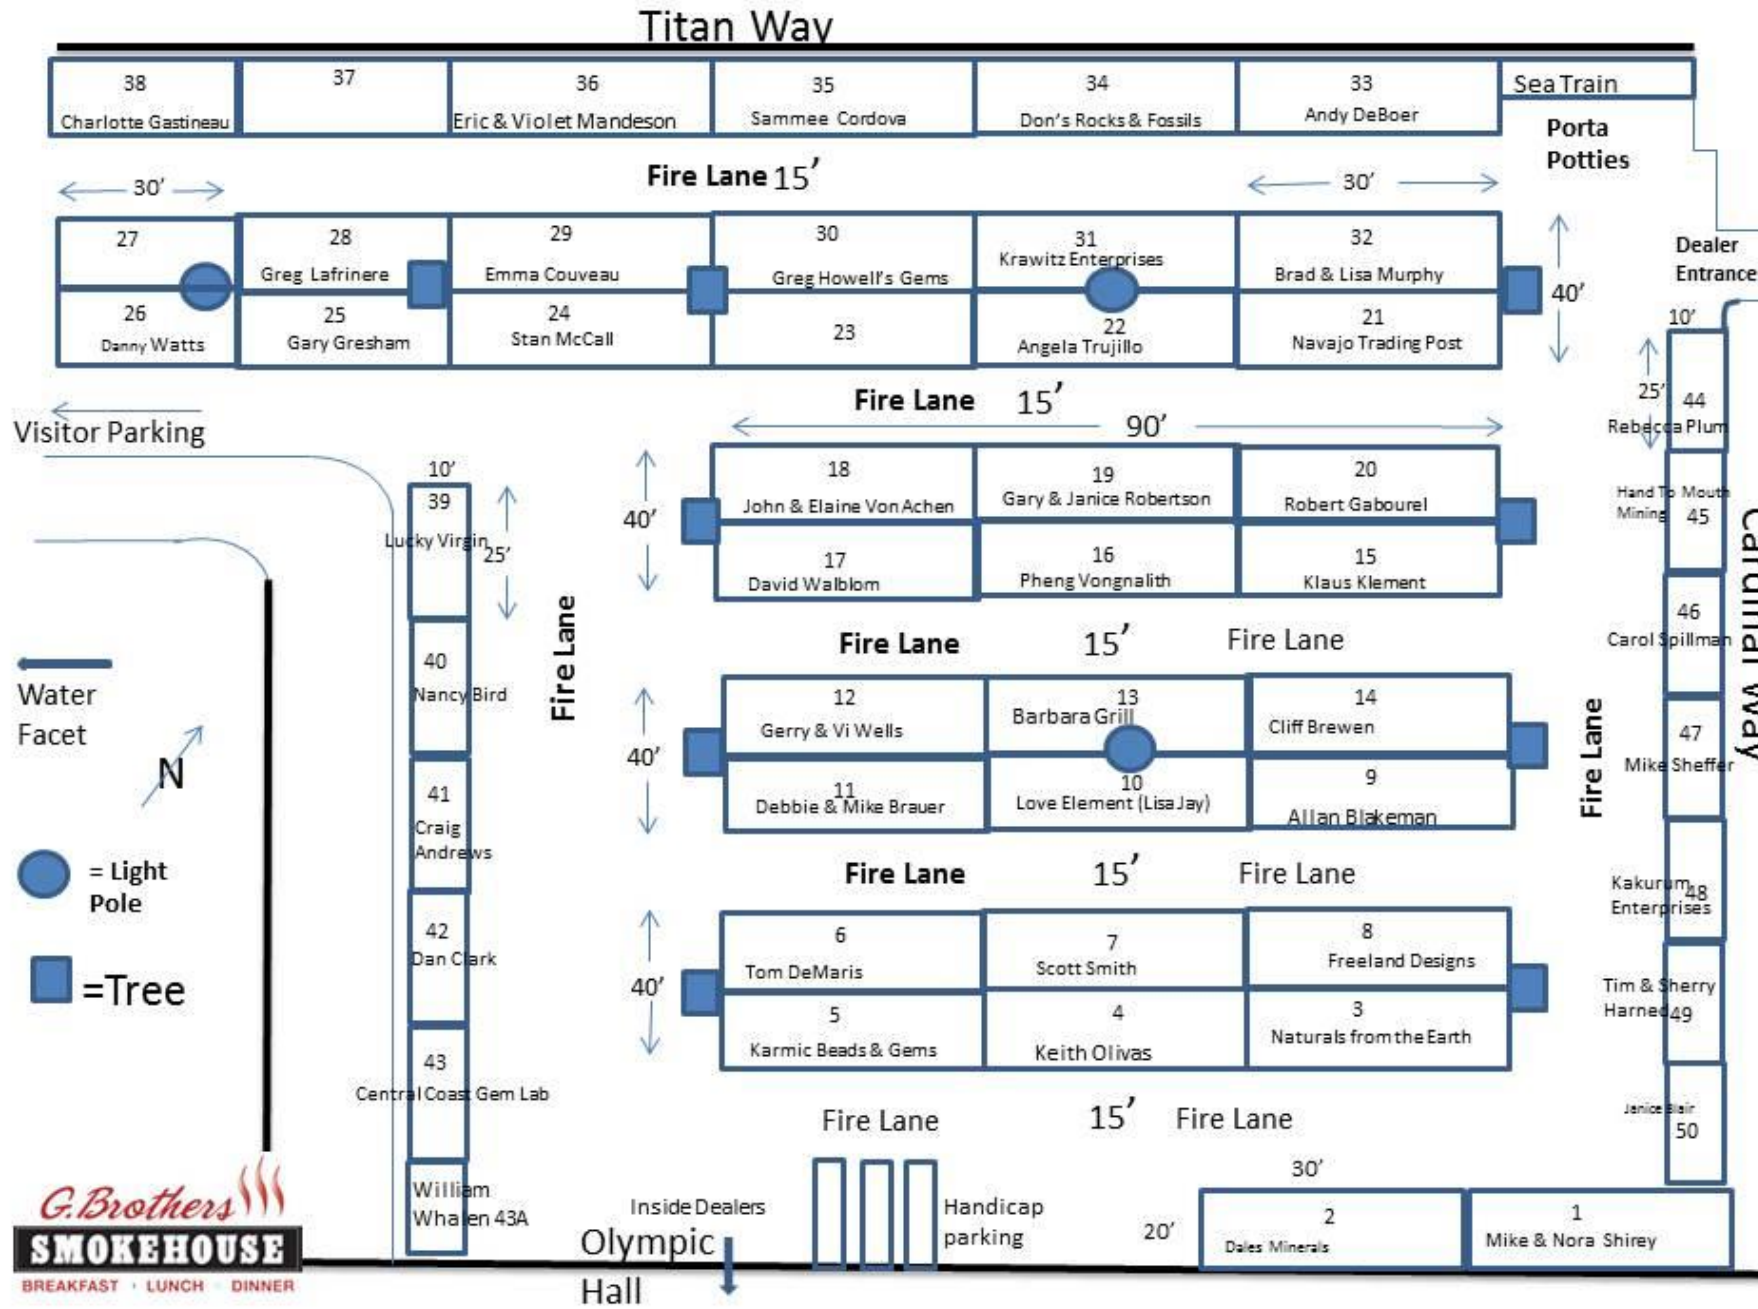 Titan Way
38
Charlotte Gastineau
37
36
Eric & Violet Mandeson
35
Sammee Cordova
34
Don's Rocks & Fossils
33
Andy DeBoer
Sea Train
Porta
Potties
Fire Lane 15'
30'
30'
27
28
Greg Lafrinere
29
Emma Couveau
30
Greg Howell's Gems
31
Krawitz Enterprises
32
Brad & Lisa Murphy
40'
Dealer
Entrance
26
Danny Watts
25
Gary Gresham
24
Stan McCall
23
22
Angela Trujillo
21
Navajo Trading Post
10'
25'
44
Rebecca Plum
Visitor Parking
Fire Lane 15'
90'
10'
39
Lucky Virgin
25'
40'
18
John & Elaine Von Achen
19
Gary & Janice Robertson
20
Robert Gabourel
17
David Walblom
16
Pheng Vongnalith
15
Klaus Klement
Hand To Mouth
Mining 45
Cardinal Way
46
Carol Spillman
Fire Lane
Fire Lane 15' Fire Lane
40
Nancy Bird
Water
Facet
N
40'
12
Gerry & Vi Wells
13
Barbara Grill
14
Cliff Brewen
11
Debbie & Mike Brauer
10
Love Element (Lisa Jay)
9
Allan Blakeman
Fire Lane
47
Mike Sheffer
41
Craig
Andrews
= Light
Pole
Fire Lane 15' Fire Lane
Kakurum 48
Enterprises
42
Dan Clark
=Tree
40'
6
Tom DeMaris
7
Scott Smith
8
Freeland Designs
5
Karmic Beads & Gems
4
Keith Olivas
3
Naturals from the Earth
Tim & Sherry
Harned 49
43
Central Coast Gem Lab
Fire Lane 15' Fire Lane
Janice Blair
50
William
Whalen 43A
Inside Dealers
Olympic
Hall
Handicap
parking
30'
20'
2
Dales Minerals
1
Mike & Nora Shirey
G. Brothers
SMOKEHOUSE
BREAKFAST · LUNCH · DINNER